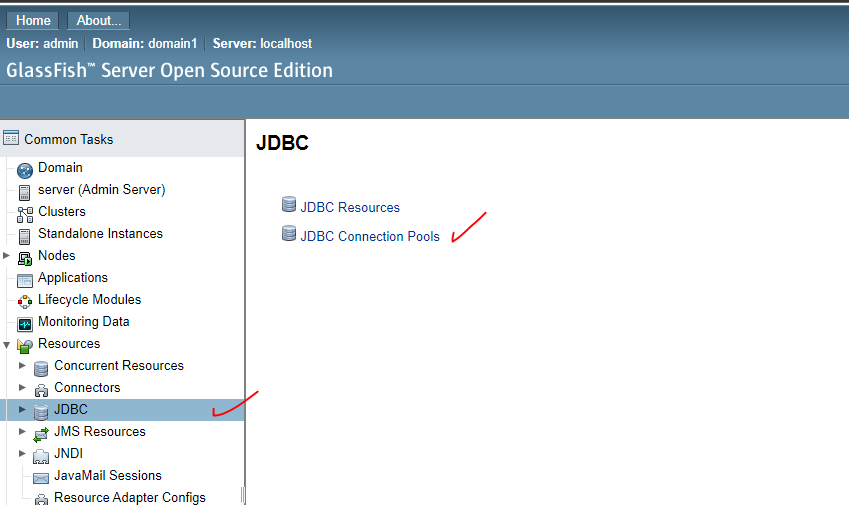 Home About...
User: admin Domain: domain1 Server: localhost
GlassFish™ Server Open Source Edition
Common Tasks
Domain
server (Admin Server)
Clusters
Standalone Instances
Nodes
Applications
Lifecycle Modules
Monitoring Data
Resources
Concurrent Resources
Connectors
JDBC
JMS Resources
JNDI
JavaMail Sessions
Resource Adapter Configs
JDBC
JDBC Resources
JDBC Connection Pools